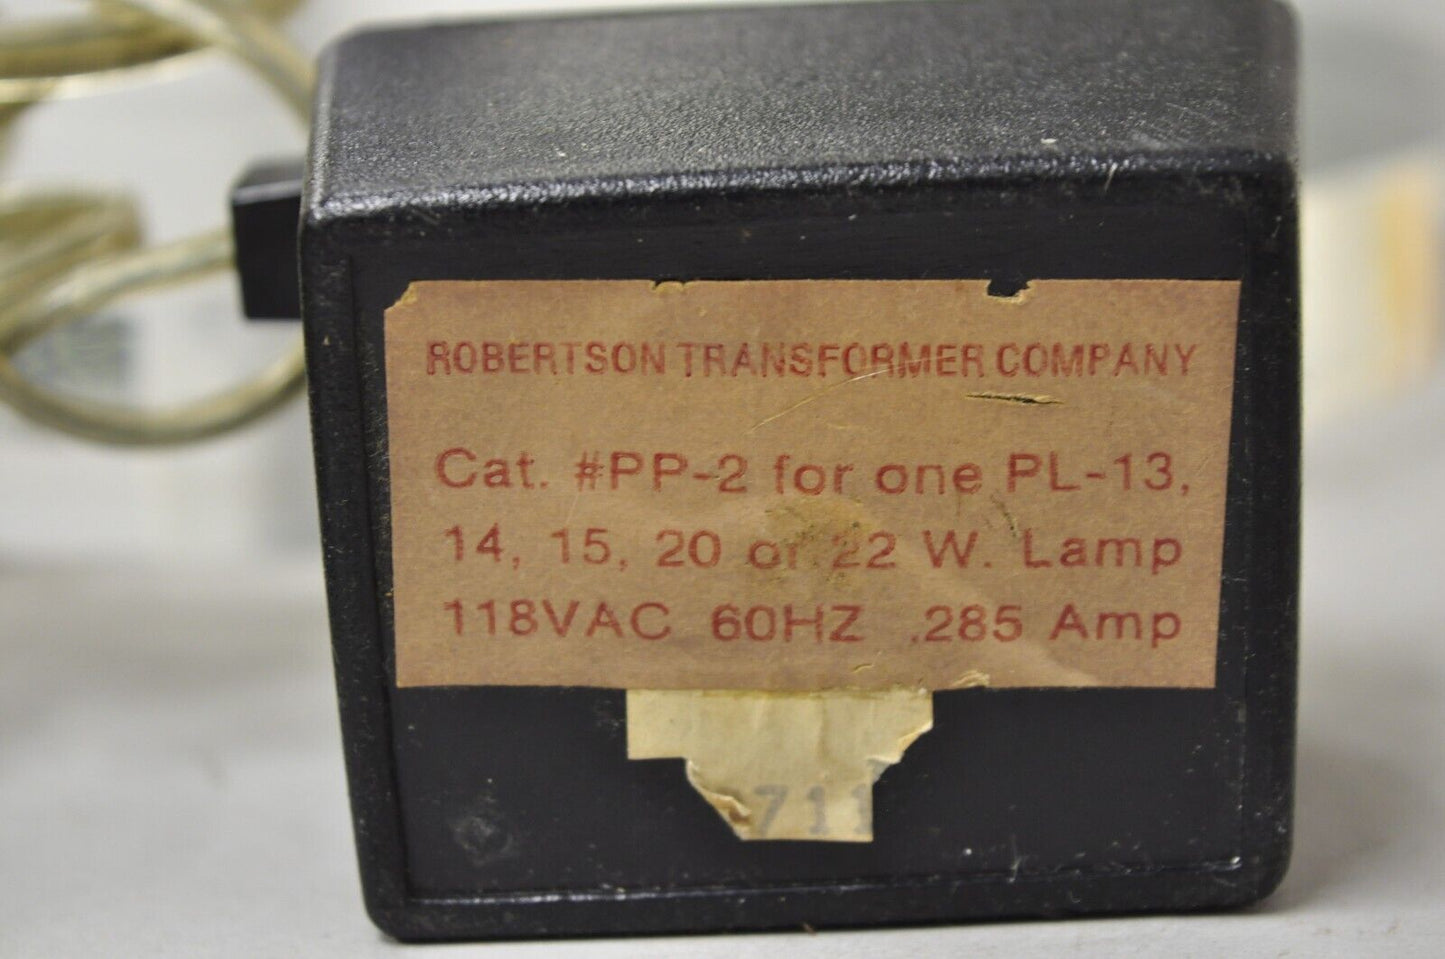 ROBERTSON TRANSFORMER COMPANY
Cat. #PP-2 for one PL-13,
14, 15, 20 or 22 W. Lamp
118VAC 60HZ .285 Amp
711